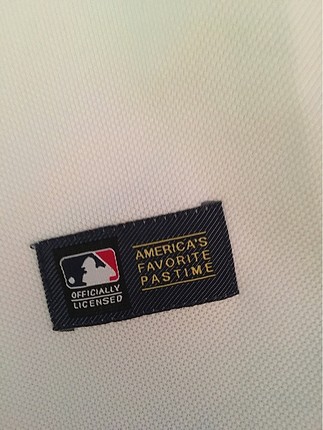 OFFICIALLY
LICENSED
AMERICA'S
FAVORITE
PASTIME